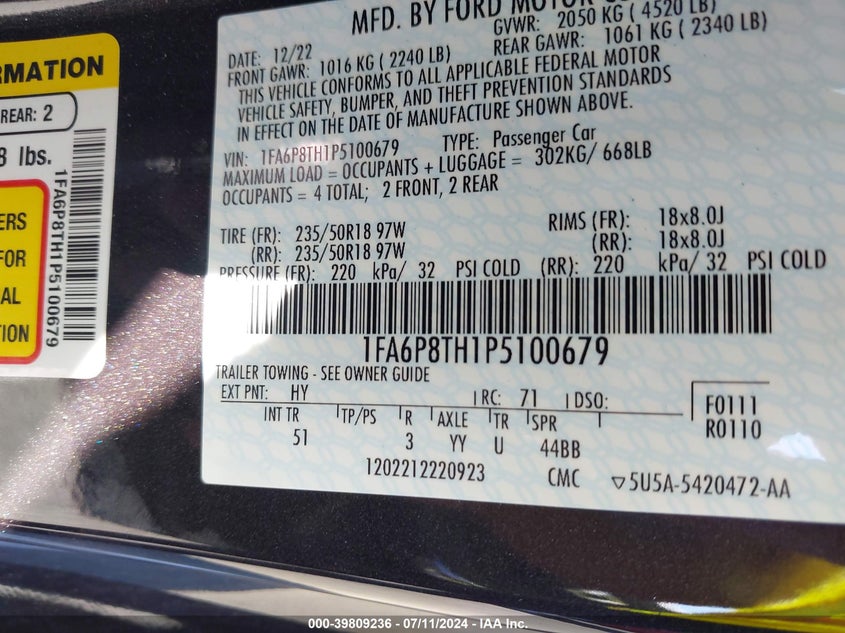 MFD. BY FORD MOTOR
DATE: 12/22
GVWR: 2050 KG ( 4520 LB)
FRONT GAWR: 1016 KG ( 2240 LB)
REAR GAWR: 1061 KG ( 2340 LB)
THIS VEHICLE CONFORMS TO ALL APPLICABLE FEDERAL MOTOR
VEHICLE SAFETY, BUMPER, AND THEFT PREVENTION STANDARDS
IN EFFECT ON THE DATE OF MANUFACTURE SHOWN ABOVE.
VIN: 1FA6P8TH1P5100679 TYPE: Passenger Car
MAXIMUM LOAD = OCCUPANTS + LUGGAGE = 302KG/ 668LB
OCCUPANTS = 4 TOTAL; 2 FRONT, 2 REAR
TIRE (FR): 235/50R18 97W RIMS (FR): 18x8.0J
(RR): 235/50R18 97W (RR): 18x8.0J
PRESSURE (FR): 220 kPa/ 32 PSI COLD (RR): 220 kPa/ 32 PSI COLD
1FA6P8TH1P5100679
TRAILER TOWING - SEE OWNER GUIDE
EXT PNT: HY RC: 71 DSO:
F0111
R0110
INT TR TP/PS R AXLE TR SPR
51 3 YY U 44BB
1202212220923 CMC ▽5U5A-5420472-AA
RMATION
REAR: 2
8 lbs.
1FA6P8TH1P5100679
ERS
FOR
AL
TION
000-39809236 - 07/11/2024 - IAA Inc.